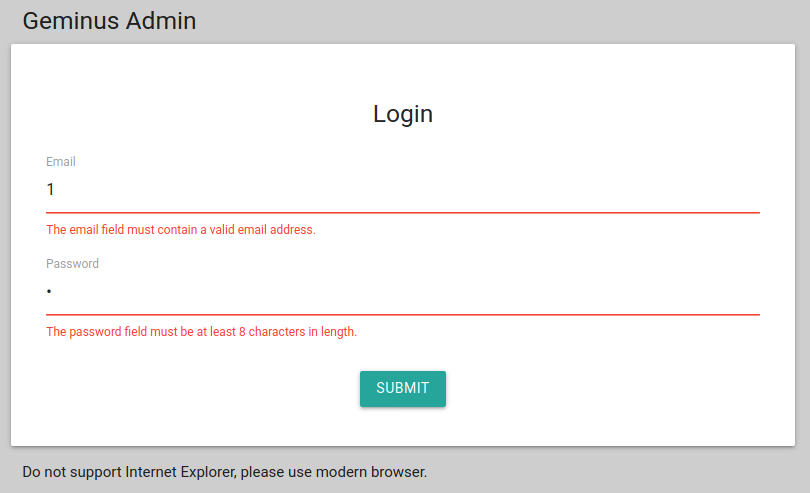 Geminus Admin
Login
Email
1
The email field must contain a valid email address.
Password
•
The password field must be at least 8 characters in length.
SUBMIT
Do not support Internet Explorer, please use modern browser.